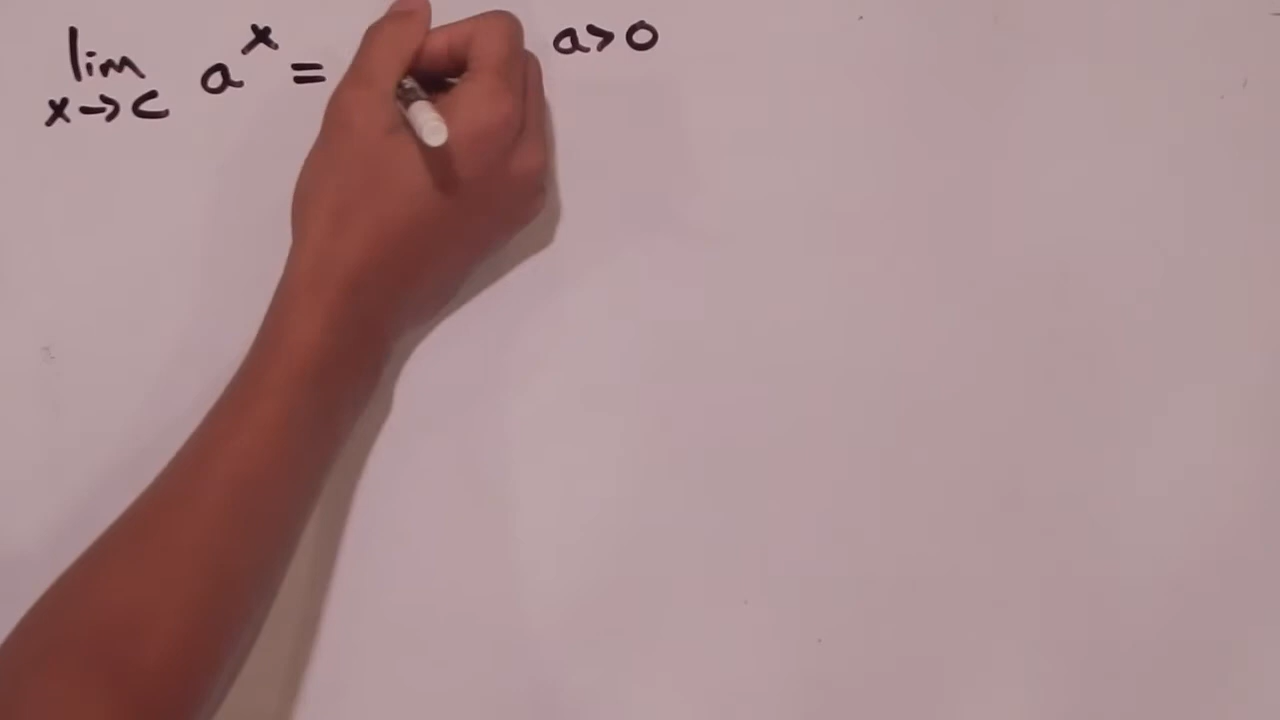 lim x→c a^x = a>0